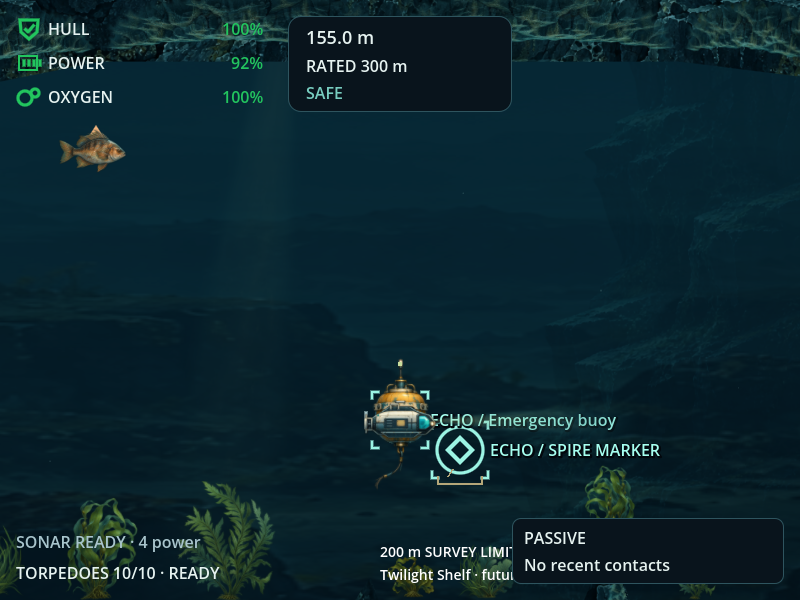 HULL 100%
POWER 92%
OXYGEN 100%
155.0 m
RATED 300 m
SAFE
ECHO / Emergency buoy
ECHO / SPIRE MARKER
SONAR READY · 4 power
TORPEDOES 10/10 · READY
200 m SURVEY LIMIT
Twilight Shelf · futu
PASSIVE
No recent contacts